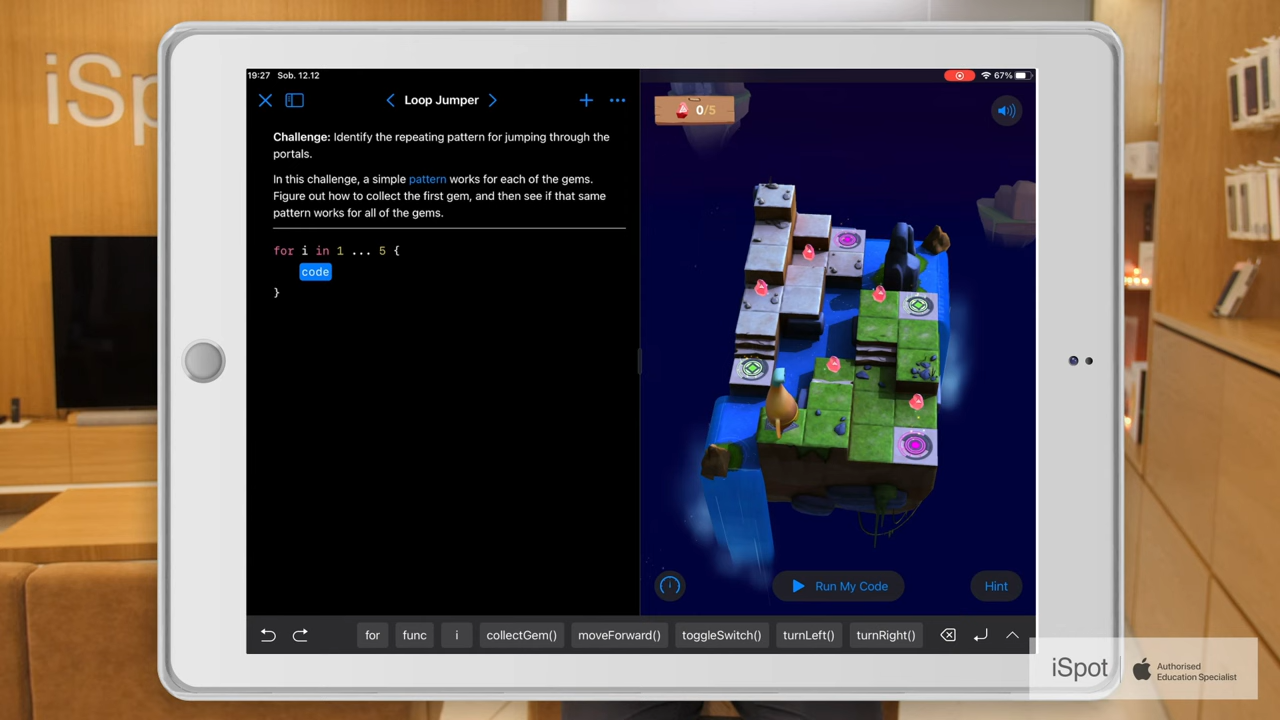 iSp
19:27 Sob. 12.12
67%
Loop Jumper
Challenge: Identify the repeating pattern for jumping through the
portals.
In this challenge, a simple pattern works for each of the gems.
Figure out how to collect the first gem, and then see if that same
pattern works for all of the gems.
for i in 1 ... 5 {
code
}
0/5
Run My Code
Hint
for func i collectGem() moveForward() toggleSwitch() turnLeft() turnRight()
iSpot
Authorised
Education Specialist